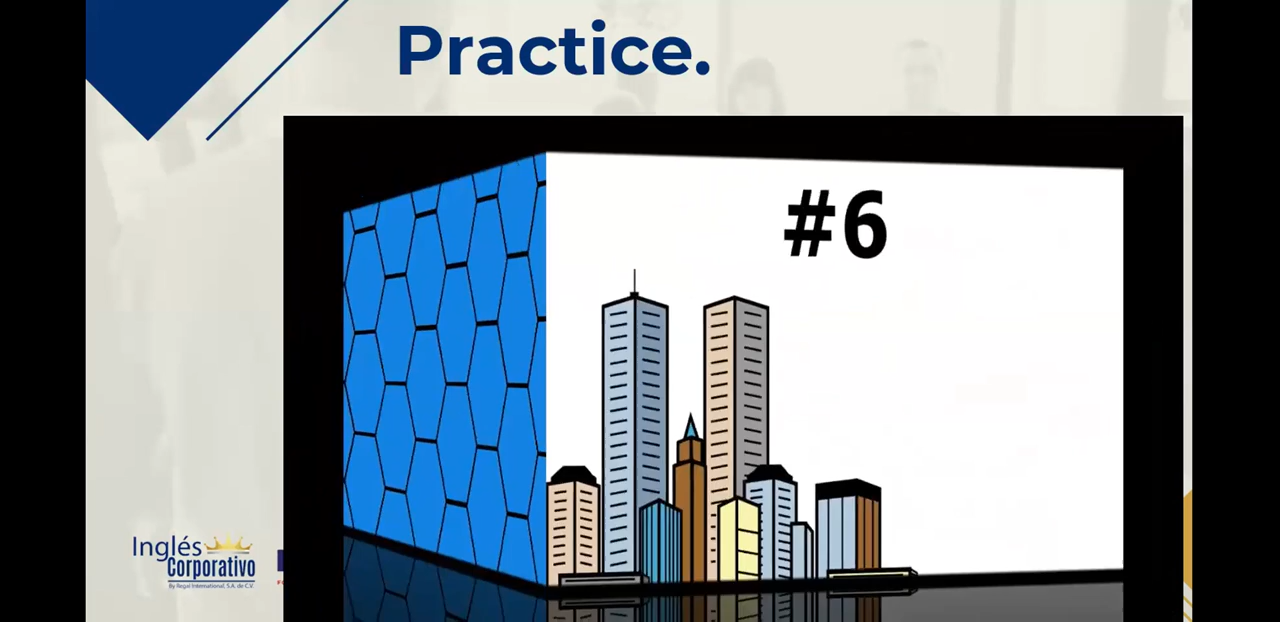 Practice.
#6
Inglés
Corporativo
By Regal International, S.A. de C.V.